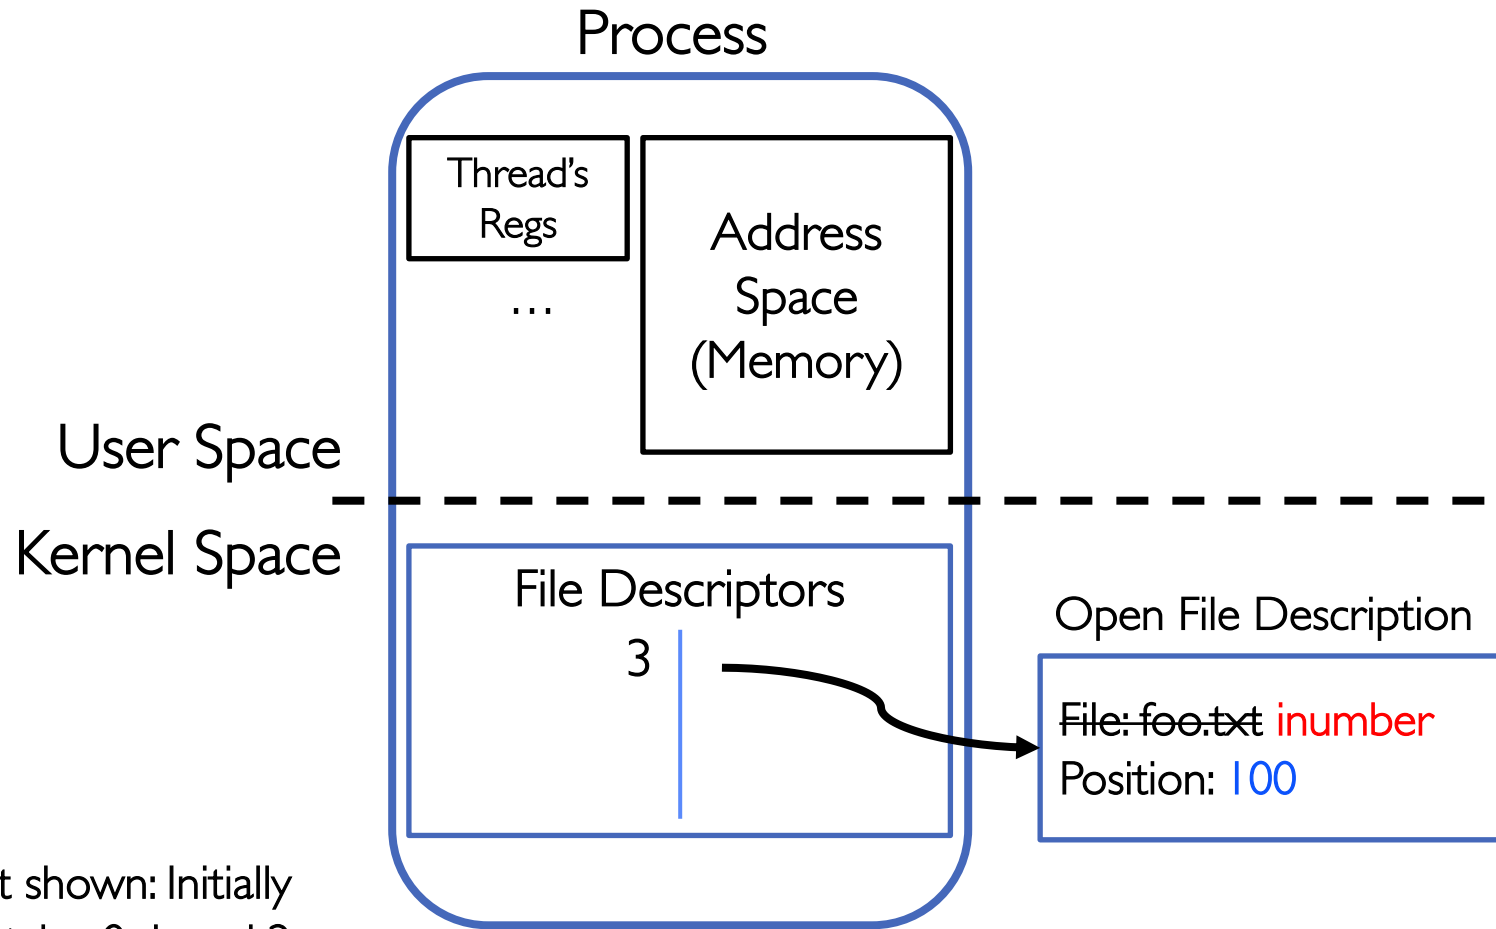 Process
Thread's
Regs
...
Address
Space
(Memory)
User Space
Kernel Space
File Descriptors
3
Open File Description
File: foo.txt inumber
Position: 100
shown: Initially